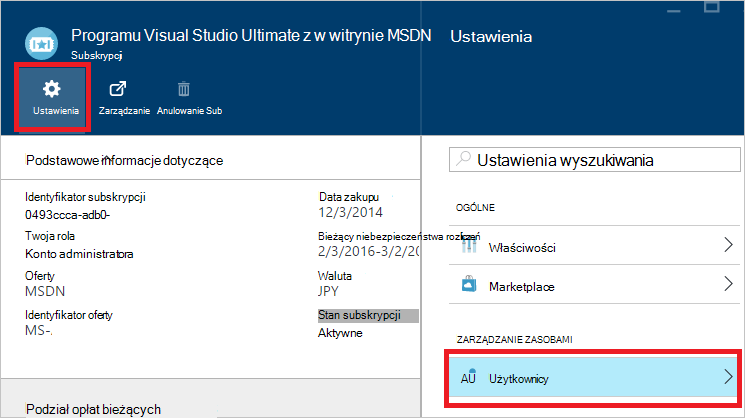 Programu Visual Studio Ultimate z w witrynie MSDN
Subskrypcji
Ustawienia
Zarządzanie
Anulowanie Sub
Podstawowe informacje dotyczące
Identyfikator subskrypcji
0493ccca-adb0-
Data zakupu
12/3/2014
Twoja rola
Konto administratora
Bieżący niebezpieczeństwa rozliczeń
2/3/2016-3/2/20
Oferty
MSDN
Waluta
JPY
Identyfikator oferty
MS-.
Stan subskrypcji
Aktywne
Podział opłat bieżących
Ustawienia
Ustawienia wyszukiwania
OGÓLNE
Właściwości
Marketplace
ZARZĄDZANIE ZASOBAMI
AU
Użytkownicy